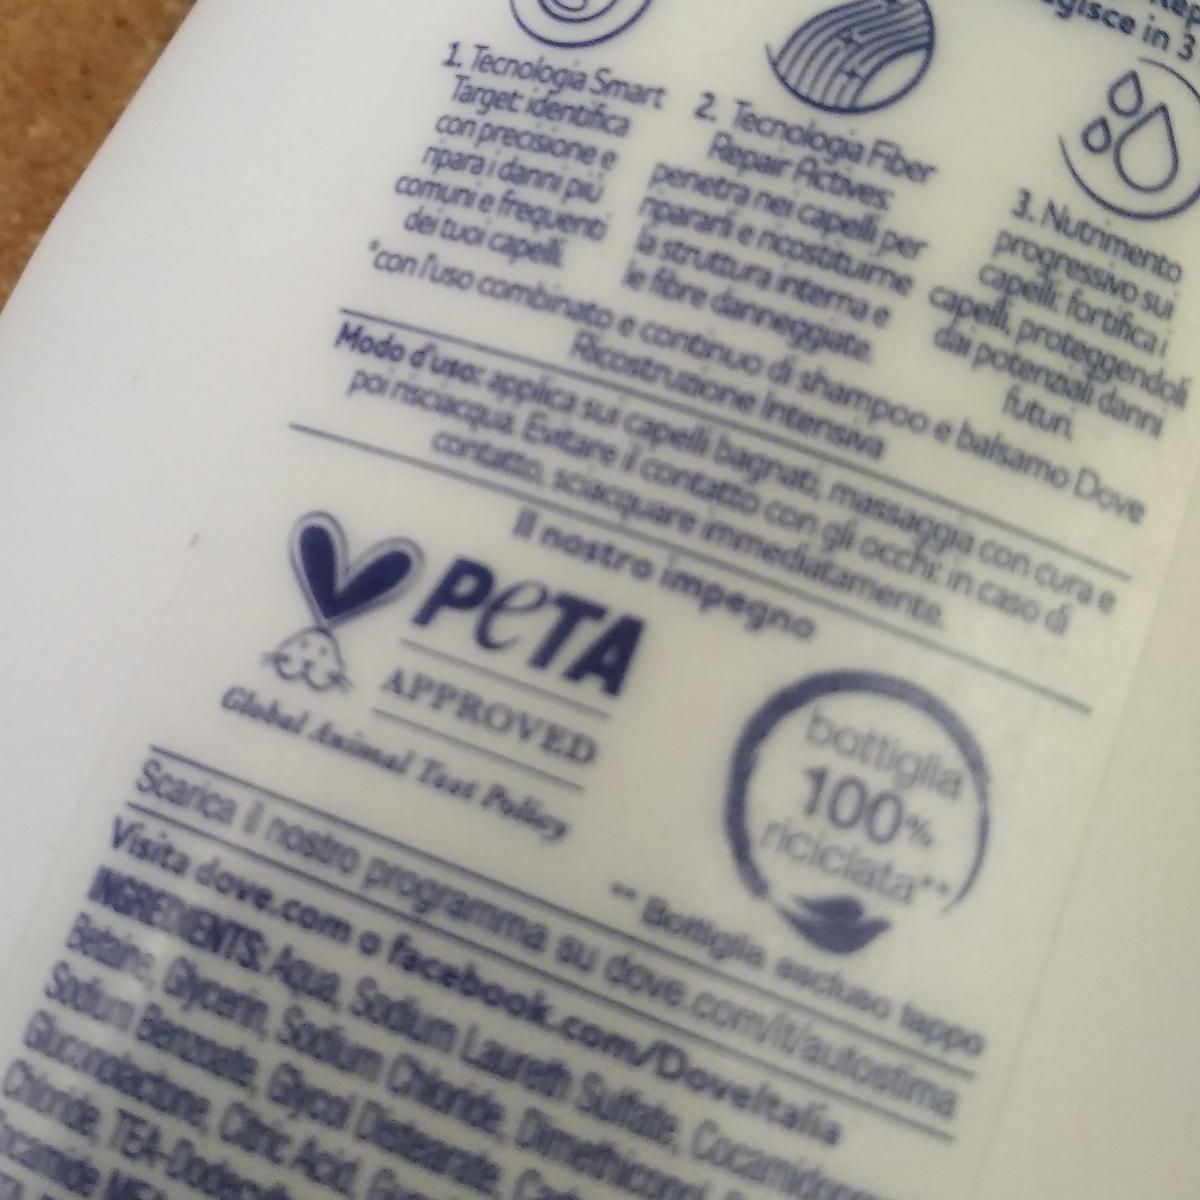 agisce in 3
1. Tecnologia Smart
Target: identifica
con precisione e
ripara i danni più
comuni e frequenti
dei tuoi capelli.
2. Tecnologia Fiber
Repair Actives:
penetra nei capelli per
ripararli e ricostituirne
la struttura interna e
le fibre danneggiate.
3. Nutrimento
progressivo sui
capelli: fortifica i
capelli, proteggendoli
dai potenziali danni
futuri.
*con l'uso combinato e continuo di shampoo e balsamo Dove
Ricostruzione Intensiva
Modo d'uso: applica sui capelli bagnati, massaggia con cura e
poi risciacqua. Evitare il contatto con gli occhi: in caso di
contatto, sciacquare immediatamente.
Il nostro impegno
PETA
APPROVED
Global Animal Test Policy
bottiglia
100%
riciclata**
** Bottiglia escluso tappo
Scarica il nostro programma su dove.com/it/autostima
Visita dove.com o facebook.com/DoveItalia
INGREDIENTS: Aqua, Sodium Laureth Sulfate, Cocamidopropyl
Betaine, Glycerin, Sodium Chloride, Dimethiconol,
Sodium Benzoate, Glycol Distearate,
Gluconolactone, Citric Acid,
Chloride,